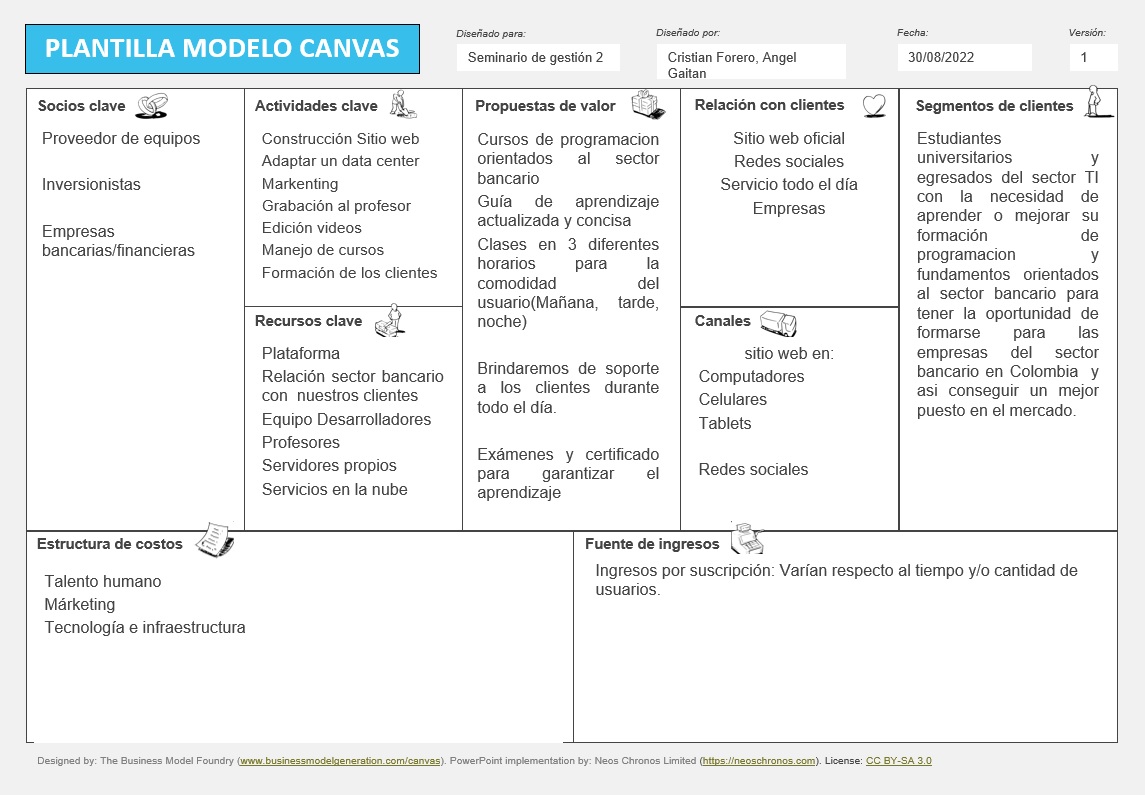 PLANTILLA MODELO CANVAS
Diseñado para:
Seminario de gestión 2
Diseñado por:
Cristian Forero, Angel
Gaitan
Fecha:
30/08/2022
Versión:
1
Socios clave
Proveedor de equipos
Inversionistas
Empresas
bancarias/financieras
Actividades clave
Construcción Sitio web
Adaptar un data center
Markenting
Grabación al profesor
Edición videos
Manejo de cursos
Formación de los clientes
Recursos clave
Plataforma
Relación sector bancario
con nuestros clientes
Equipo Desarrolladores
Profesores
Servidores propios
Servicios en la nube
Propuestas de valor
Cursos de programacion
orientados al sector
bancario
Guía de aprendizaje
actualizada y concisa
Clases en 3 diferentes
horarios para la
comodidad del
usuario(Mañana, tarde,
noche)
Brindaremos de soporte
a los clientes durante
todo el día.
Exámenes y certificado
para garantizar el
aprendizaje
Relación con clientes
Sitio web oficial
Redes sociales
Servicio todo el día
Empresas
Canales
sitio web en:
Computadores
Celulares
Tablets
Redes sociales
Segmentos de clientes
Estudiantes
universitarios y
egresados del sector TI
con la necesidad de
aprender o mejorar su
formación de
programacion y
fundamentos orientados
al sector bancario para
tener la oportunidad de
formarse para las
empresas del sector
bancario en Colombia y
asi conseguir un mejor
puesto en el mercado.
Estructura de costos
Talento humano
Márketing
Tecnología e infraestructura
Fuente de ingresos
Ingresos por suscripción: Varían respecto al tiempo y/o cantidad de
usuarios.
Designed by: The Business Model Foundry (www.businessmodelgeneration.com/canvas). PowerPoint implementation by: Neos Chronos Limited (https://neoschronos.com). License: CC BY-SA 3.0